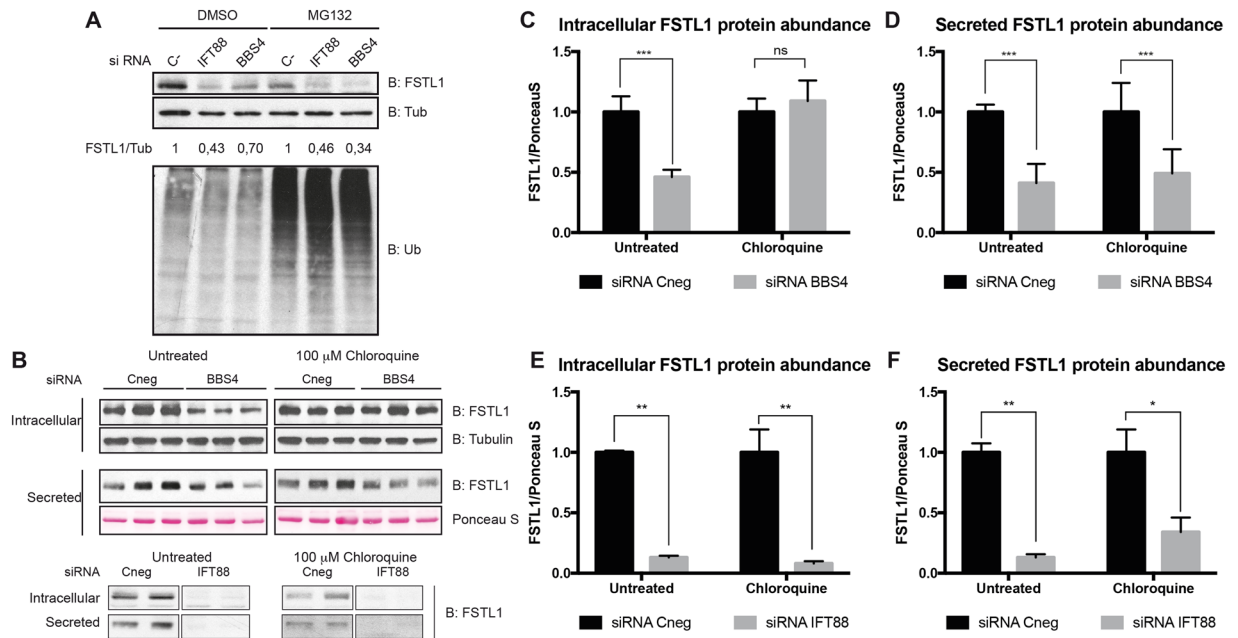 A
DMSO
MG132
si RNA
C-
IFT88
BBS4
C-
IFT88
BBS4
B: FSTL1
B: Tub
FSTL1/Tub 1 0,43 0,70 1 0,46 0,34
B: Ub
B
Untreated
100 µM Chloroquine
siRNA
Cneg
BBS4
Cneg
BBS4
Intracellular
B: FSTL1
B: Tubulin
Secreted
B: FSTL1
Ponceau S
Untreated
100 µM Chloroquine
siRNA
Cneg
IFT88
Cneg
IFT88
Intracellular
Secreted
B: FSTL1
C
Intracellular FSTL1 protein abundance
FSTL1/PonceauS
1.5
1.0
0.5
0.0
***
ns
Untreated
Chloroquine
siRNA Cneg
siRNA BBS4
D
Secreted FSTL1 protein abundance
FSTL1/PonceauS
1.5
1.0
0.5
0.0
***
***
Untreated
Chloroquine
siRNA Cneg
siRNA BBS4
E
Intracellular FSTL1 protein abundance
FSTL1/Ponceau S
1.5
1.0
0.5
0.0
**
**
Untreated
Chloroquine
siRNA Cneg
siRNA IFT88
F
Secreted FSTL1 protein abundance
FSTL1/Ponceau S
1.5
1.0
0.5
0.0
**
*
Untreated
Chloroquine
siRNA Cneg
siRNA IFT88